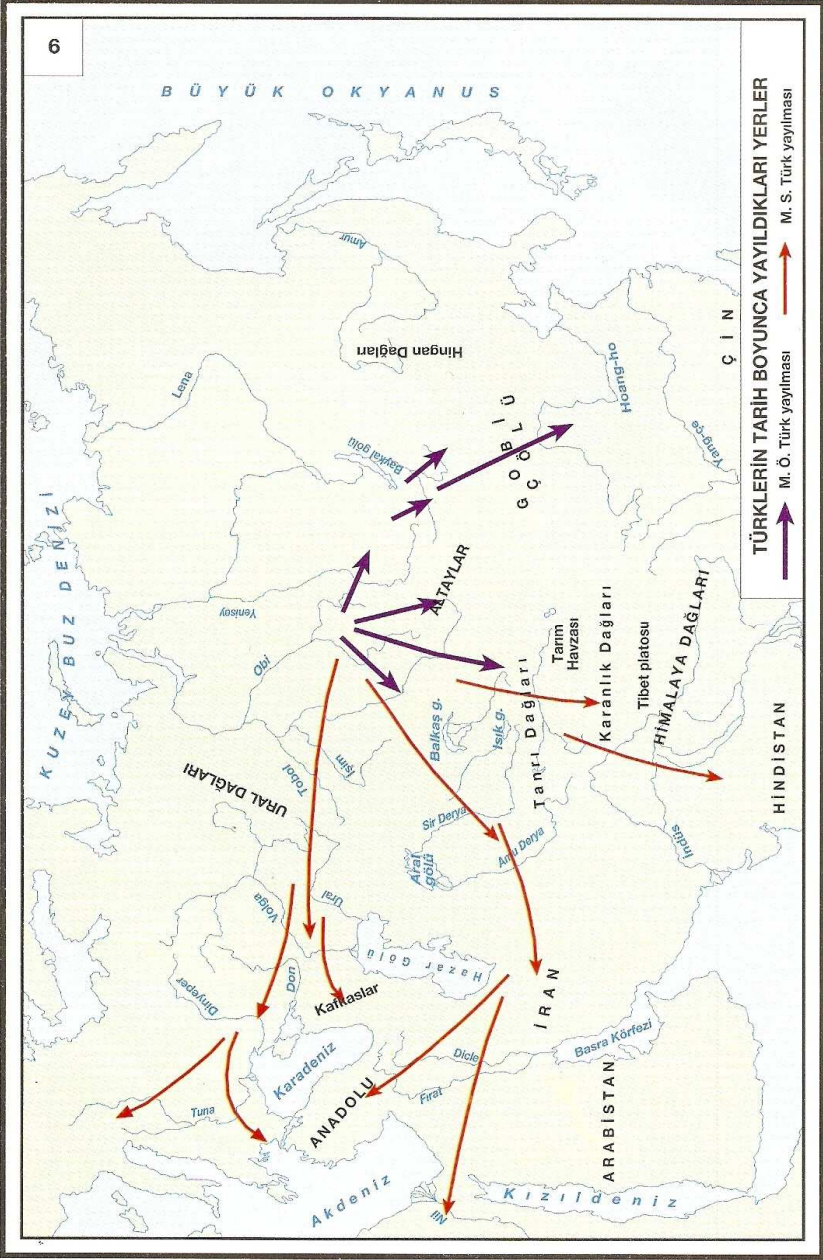 6
BÜYÜK OKYANUS
KUZEY BUZ DENİZİ
Amur
Lena
Hingan Dağları
Baykal gölü
GOBİ
ÇÖLÜ
Hoang-ho
Yang-çe
ÇİN
Yenisey
Obi
ALTAYLAR
Tarım
Havzası
Karanlık Dağları
Tibet platosu
HİMALAYA DAĞLARI
Tanrı Dağları
Isık g.
Balkaş g.
İşim
Tobol
URAL DAĞLARI
Sir Derya
Amu Derya
Aral
gölü
İndüs
HİNDİSTAN
Volga
Ural
Hazar Gölü
Don
Dinyeper
Kafkaslar
Karadeniz
Tuna
ANADOLU
Dicle
Fırat
İRAN
Basra Körfezi
ARABİSTAN
Akdeniz
Nil
Kızıldeniz
TÜRKLERİN TARİH BOYUNCA YAYILDIKLARI YERLER
M. Ö. Türk yayılması
M. S. Türk yayılması